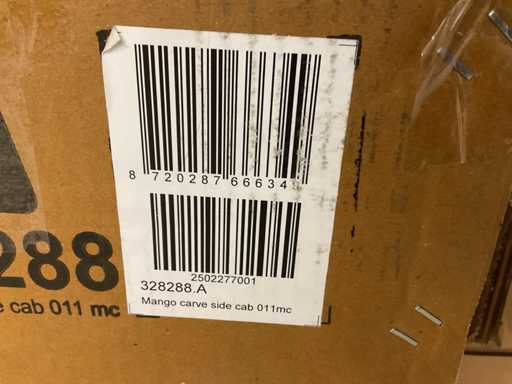 8 720287 66634
2502277001
328288.A
Mango carve side cab 011mc
288
e cab 011 mc